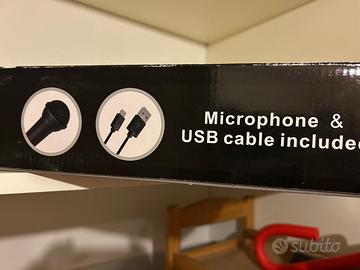 Microphone &
USB cable included
subito